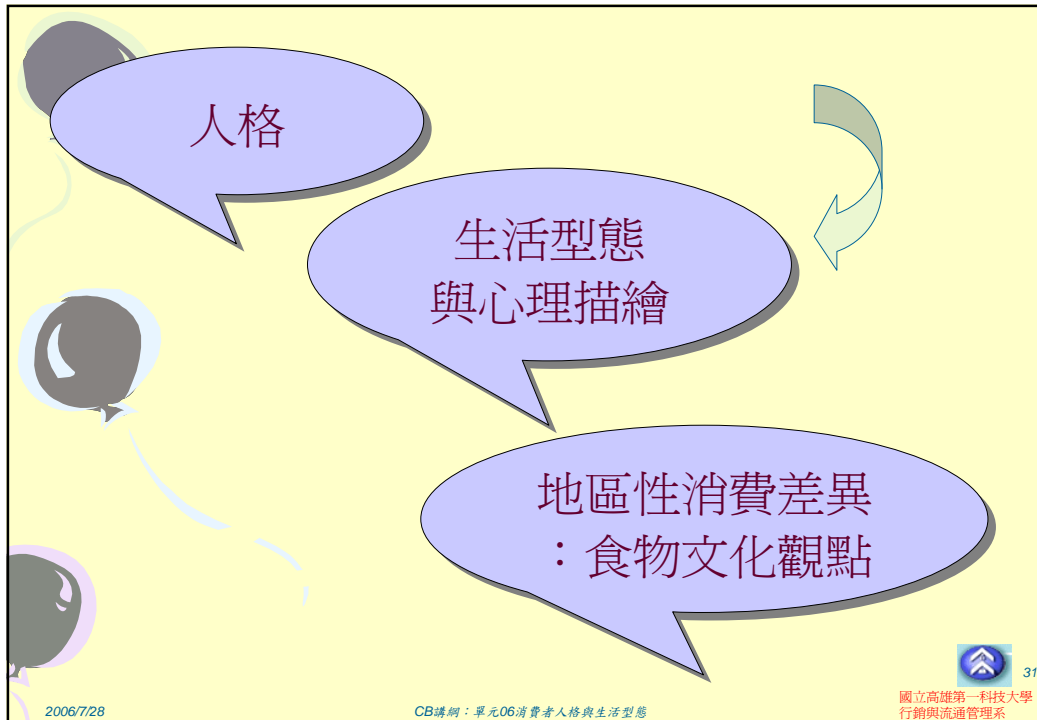 人格
生活型態
與心理描繪
地區性消費差異
：食物文化觀點
31
國立高雄第一科技大學
行銷與流通管理系
2006/7/28
CB講綱：單元06消費者人格與生活型態